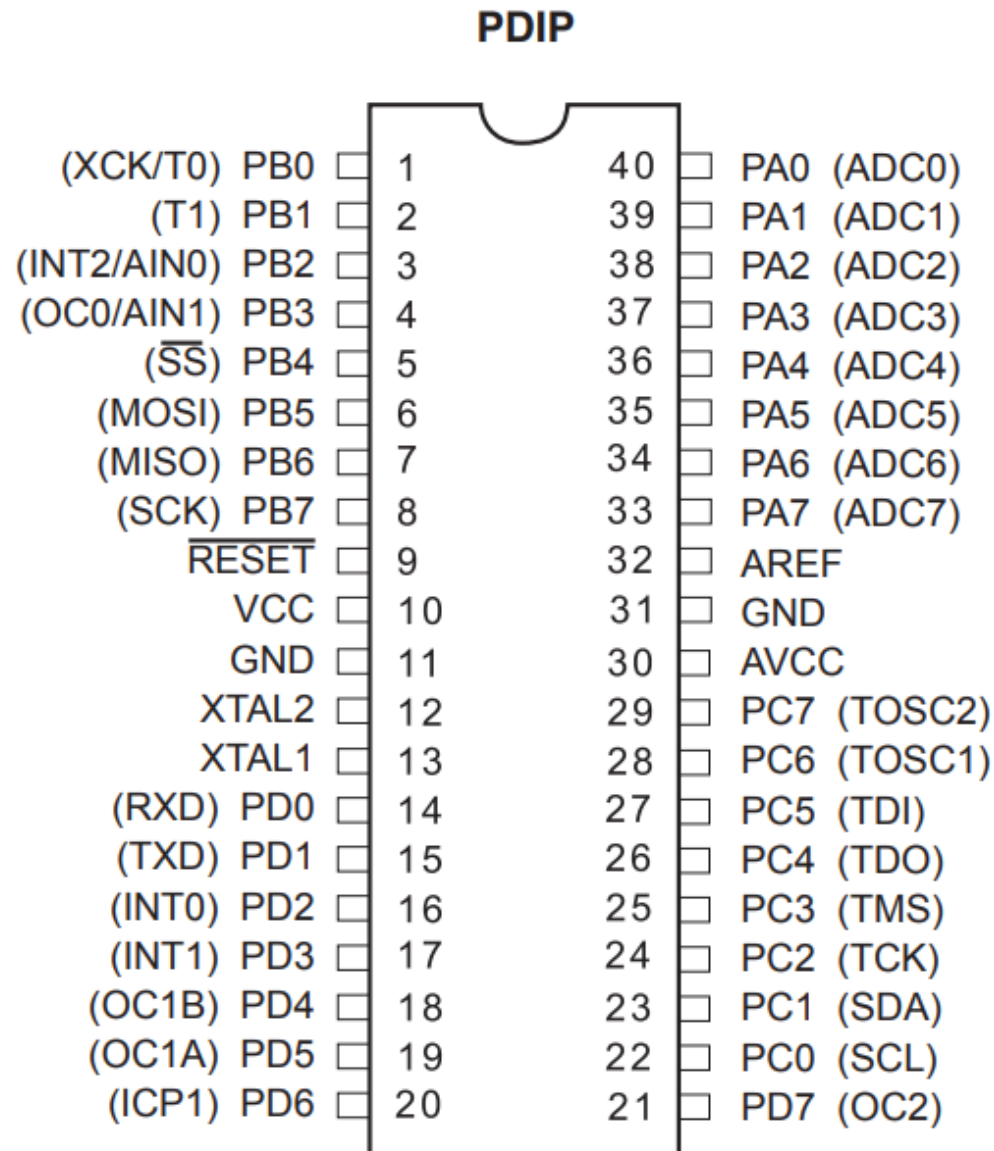 PDIP
(XCK/T0) PB0 1 40 PA0 (ADC0)
(T1) PB1 2 39 PA1 (ADC1)
(INT2/AIN0) PB2 3 38 PA2 (ADC2)
(OC0/AIN1) PB3 4 37 PA3 (ADC3)
(S̅S̅) PB4 5 36 PA4 (ADC4)
(MOSI) PB5 6 35 PA5 (ADC5)
(MISO) PB6 7 34 PA6 (ADC6)
(SCK) PB7 8 33 PA7 (ADC7)
R̅E̅S̅E̅T̅ 9 32 AREF
VCC 10 31 GND
GND 11 30 AVCC
XTAL2 12 29 PC7 (TOSC2)
XTAL1 13 28 PC6 (TOSC1)
(RXD) PD0 14 27 PC5 (TDI)
(TXD) PD1 15 26 PC4 (TDO)
(INT0) PD2 16 25 PC3 (TMS)
(INT1) PD3 17 24 PC2 (TCK)
(OC1B) PD4 18 23 PC1 (SDA)
(OC1A) PD5 19 22 PC0 (SCL)
(ICP1) PD6 20 21 PD7 (OC2)